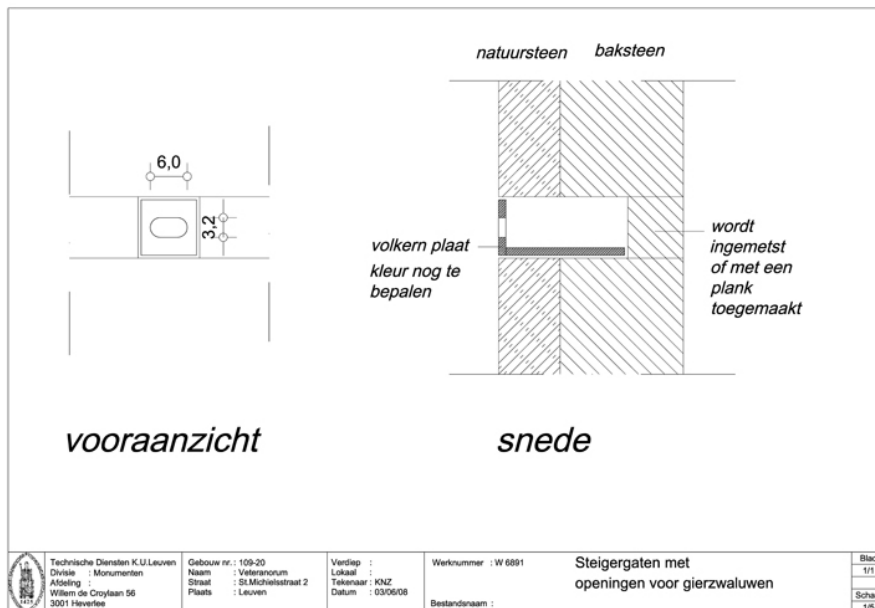 natuursteen baksteen
6,0
3,2
volkern plaat
kleur nog te
bepalen
wordt
ingemetst
of met een
plank
toegemaakt
vooraanzicht
snede
Technische Diensten K.U.Leuven
Divisie : Monumenten
Afdeling :
Willem de Croylaan 56
3001 Heverlee
Gebouw nr. : 109-20
Naam : Veteranorum
Straat : St.Michielsstraat 2
Plaats : Leuven
Verdiep :
Lokaal :
Tekenaar : KNZ
Datum : 03/06/08
Werknummer : W 6891
Bestandsnaam :
Steigergaten met
openingen voor gierzwaluwen
1/1